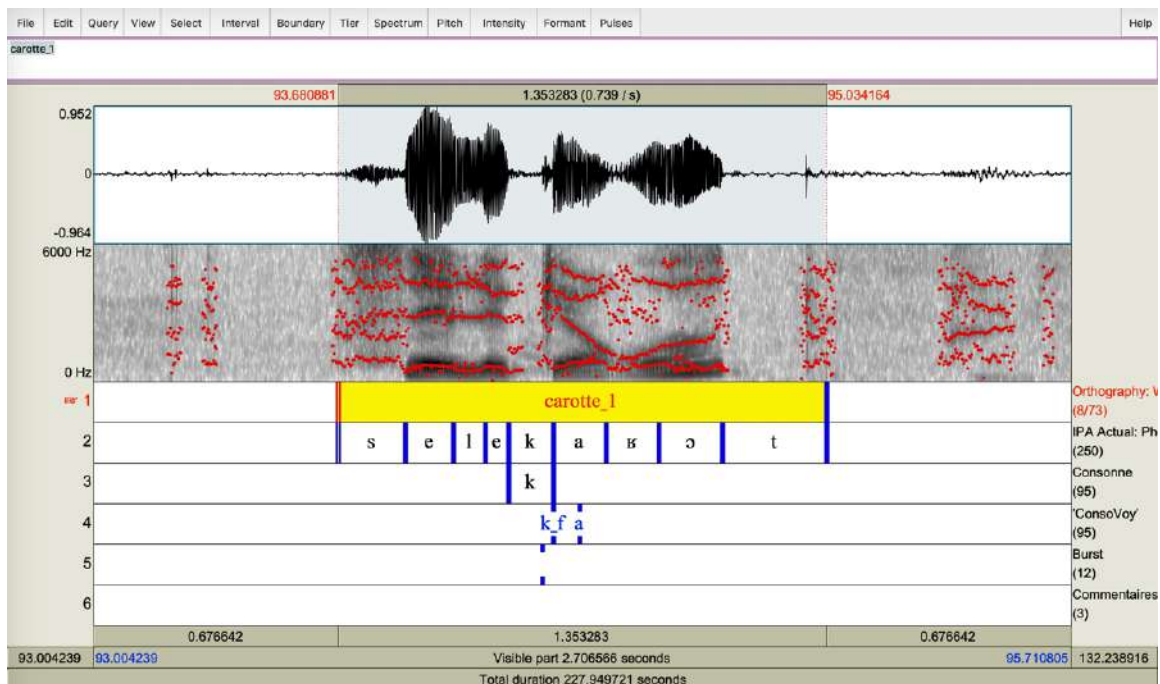 File Edit Query View Select Interval Boundary Tier Spectrum Pitch Intensity Formant Pulses Help
carotte_1
93.680881 1.353283 (0.739 / s) 95.034164
0.952
0
-0.964
6000 Hz
0 Hz
1 carotte_1 Orthography: W
(8/73)
2 s e l e k a ʁ ɔ t IPA Actual: Ph
(250)
3 k Consonne
(95)
4 k_f a 'ConsoVoy'
(95)
5 Burst
(12)
6 Commentaires
(3)
0.676642 1.353283 0.676642
93.004239 93.004239 Visible part 2.706566 seconds 95.710805 132.238916
Total duration 227.949721 seconds